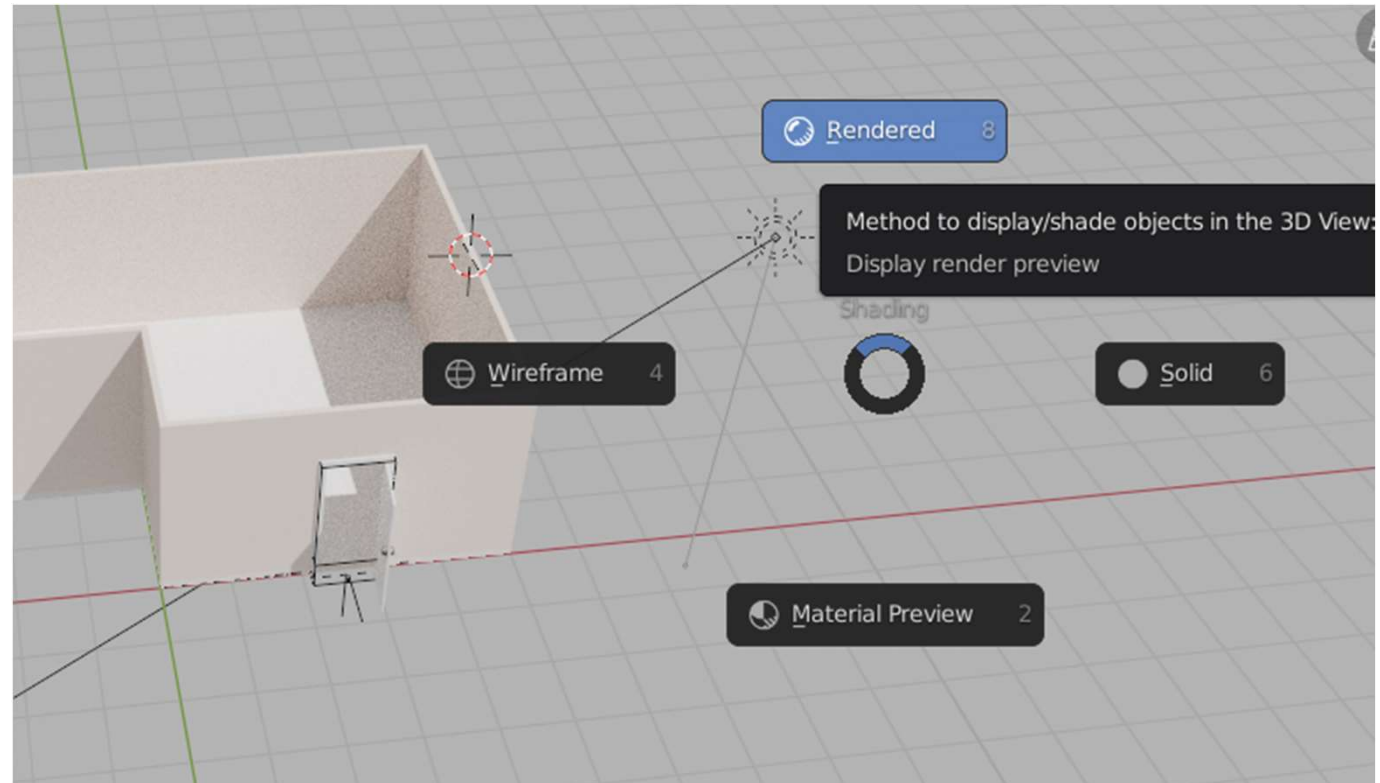 Rendered 8
Method to display/shade objects in the 3D View:
Display render preview
Shading
Wireframe 4
Solid 6
Material Preview 2